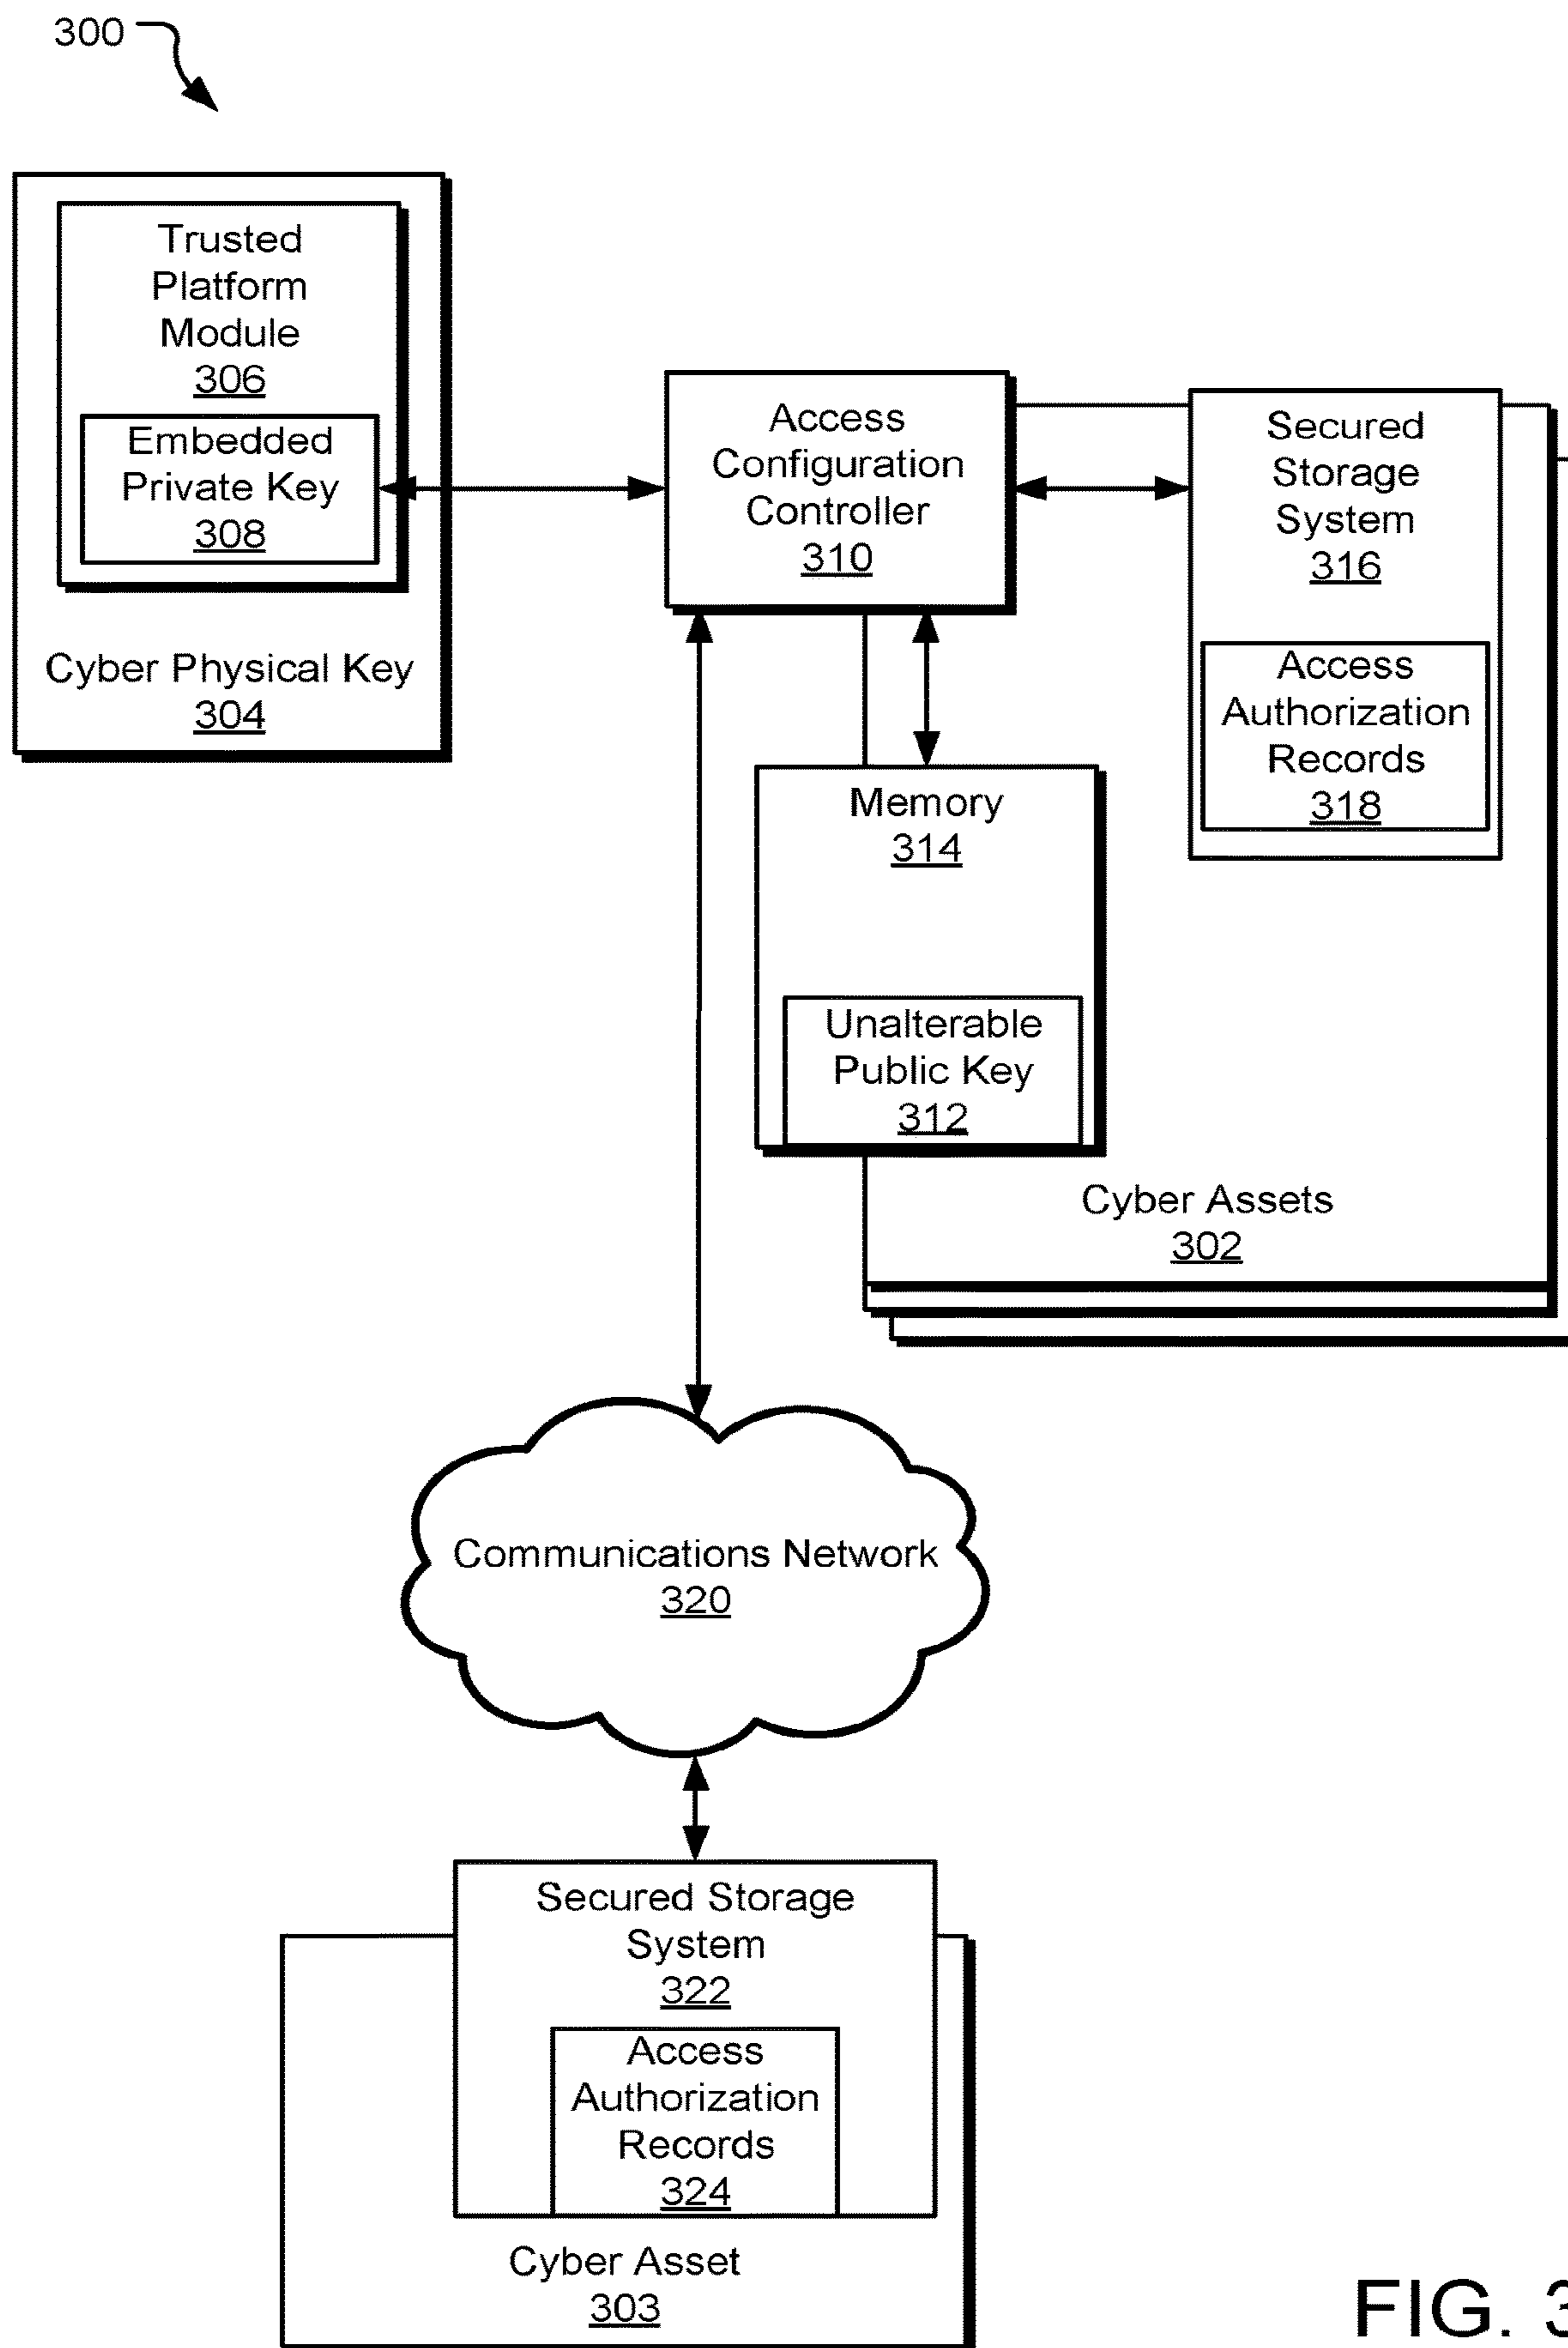 300
Trusted
Platform
Module
306
Embedded
Private Key
308
Cyber Physical Key
304
Access
Configuration
Controller
310
Secured
Storage
System
316
Access
Authorization
Records
318
Memory
314
Unalterable
Public Key
312
Cyber Assets
302
Communications Network
320
Secured Storage
System
322
Access
Authorization
Records
324
Cyber Asset
303
FIG. 3